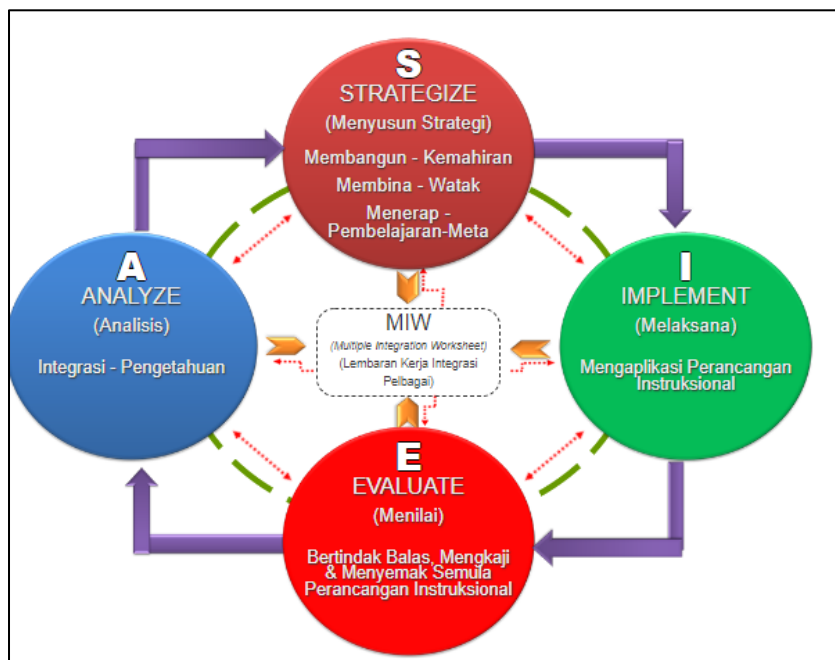 S
STRATEGIZE
(Menyusun Strategi)
Membangun - Kemahiran
Membina - Watak
Menerap -
Pembelajaran-Meta
A
ANALYZE
(Analisis)
Integrasi - Pengetahuan
MIW
(Multiple Integration Worksheet)
(Lembaran Kerja Integrasi
Pelbagai)
I
IMPLEMENT
(Melaksana)
Mengaplikasi Perancangan
Instruksional
E
EVALUATE
(Menilai)
Bertindak Balas, Mengkaji
& Menyemak Semula
Perancangan Instruksional